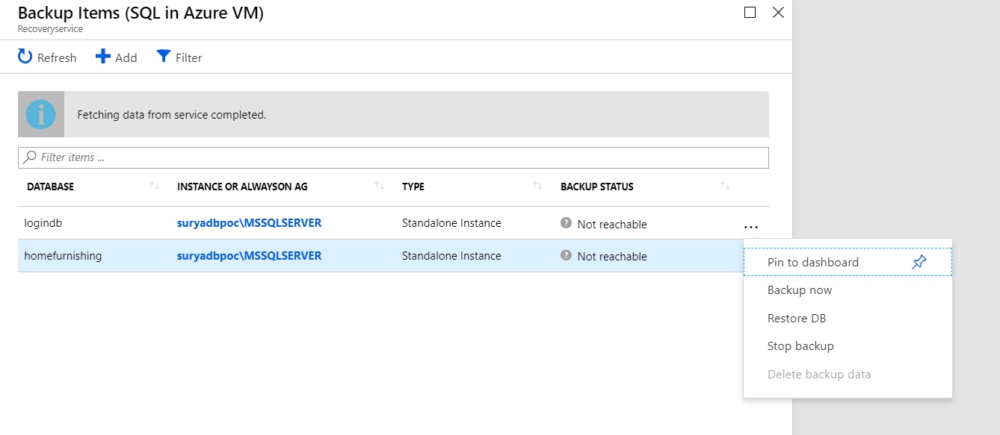 Backup Items (SQL in Azure VM)
Recoveryservice
Refresh Add Filter
Fetching data from service completed.
Filter items ...
DATABASE INSTANCE OR ALWAYSON AG TYPE BACKUP STATUS
logindb suryadbpoc\MSSQLSERVER Standalone Instance ? Not reachable ...
homefurnishing suryadbpoc\MSSQLSERVER Standalone Instance ? Not reachable
Pin to dashboard
Backup now
Restore DB
Stop backup
Delete backup data